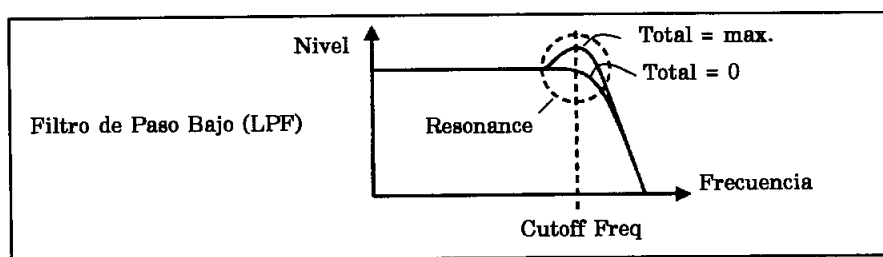 Nivel
Total = max.
Total = 0
Filtro de Paso Bajo (LPF)
Resonance
Frecuencia
Cutoff Freq